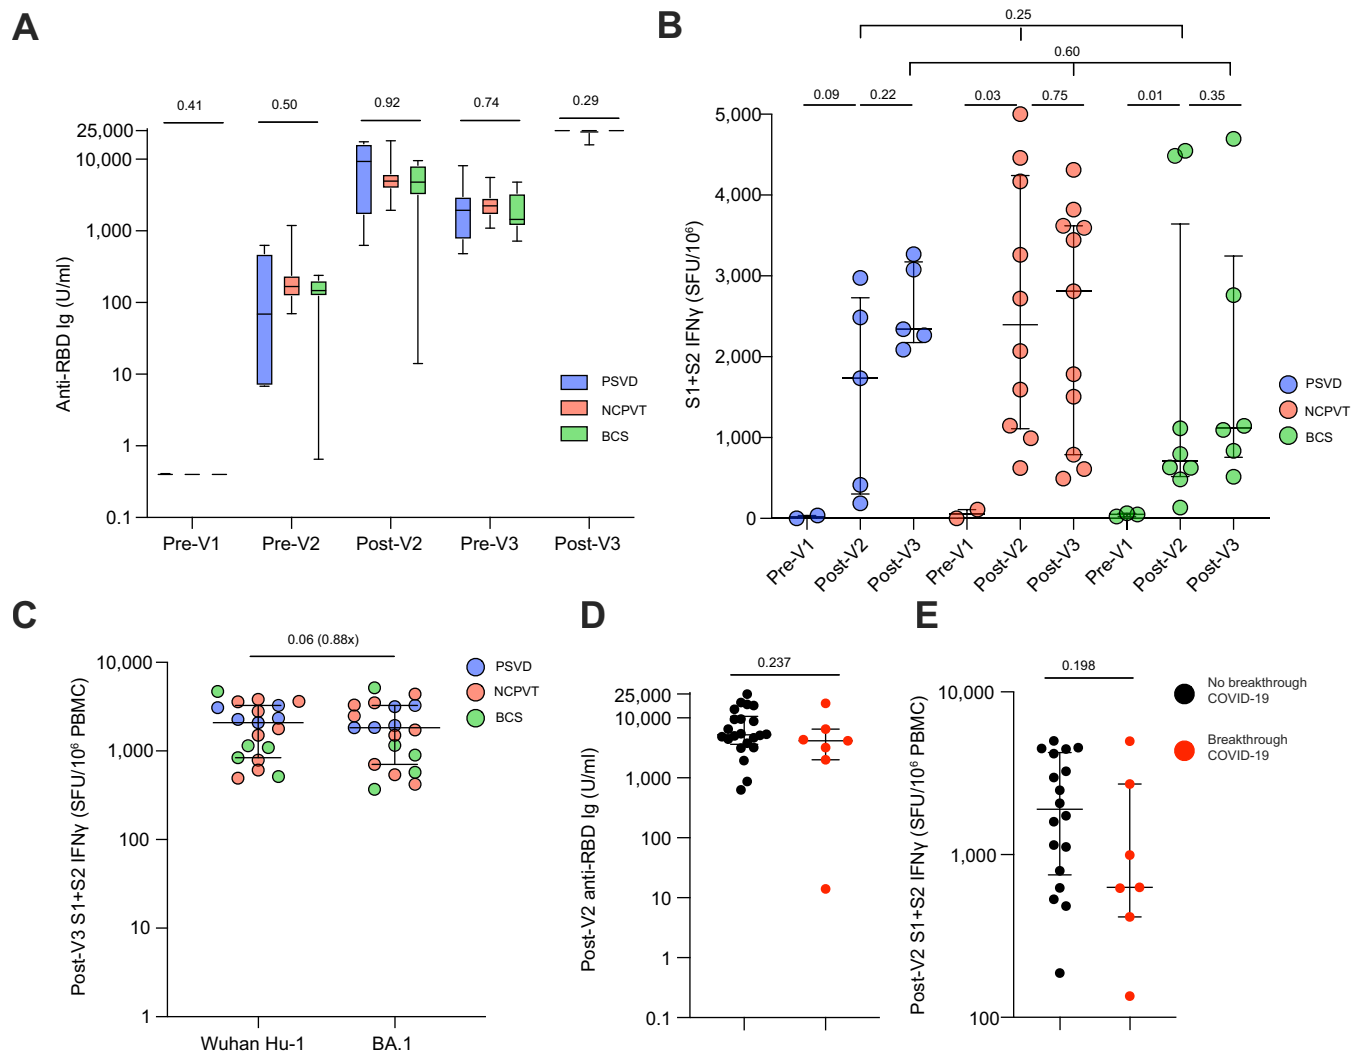 A
0.41
0.50
0.92
0.74
0.29
25,000
10,000
1,000
100
10
1
0.1
Anti-RBD Ig (U/ml)
PSVD
NCPVT
BCS
Pre-V1
Pre-V2
Post-V2
Pre-V3
Post-V3
B
0.25
0.60
0.09
0.22
0.03
0.75
0.01
0.35
5,000
4,000
3,000
2,000
1,000
0
S1+S2 IFNγ (SFU/10⁶)
PSVD
NCPVT
BCS
Pre-V1
Post-V2
Post-V3
Pre-V1
Post-V2
Post-V3
Pre-V1
Post-V2
Post-V3
C
0.06 (0.88x)
10,000
1,000
100
10
1
Post-V3 S1+S2 IFNγ (SFU/10⁶ PBMC)
PSVD
NCPVT
BCS
Wuhan Hu-1
BA.1
D
0.237
25,000
10,000
1,000
100
10
1
0.1
Post-V2 anti-RBD Ig (U/ml)
E
0.198
10,000
1,000
100
Post-V2 S1+S2 IFNγ (SFU/10⁶ PBMC)
No breakthrough
COVID-19
Breakthrough
COVID-19